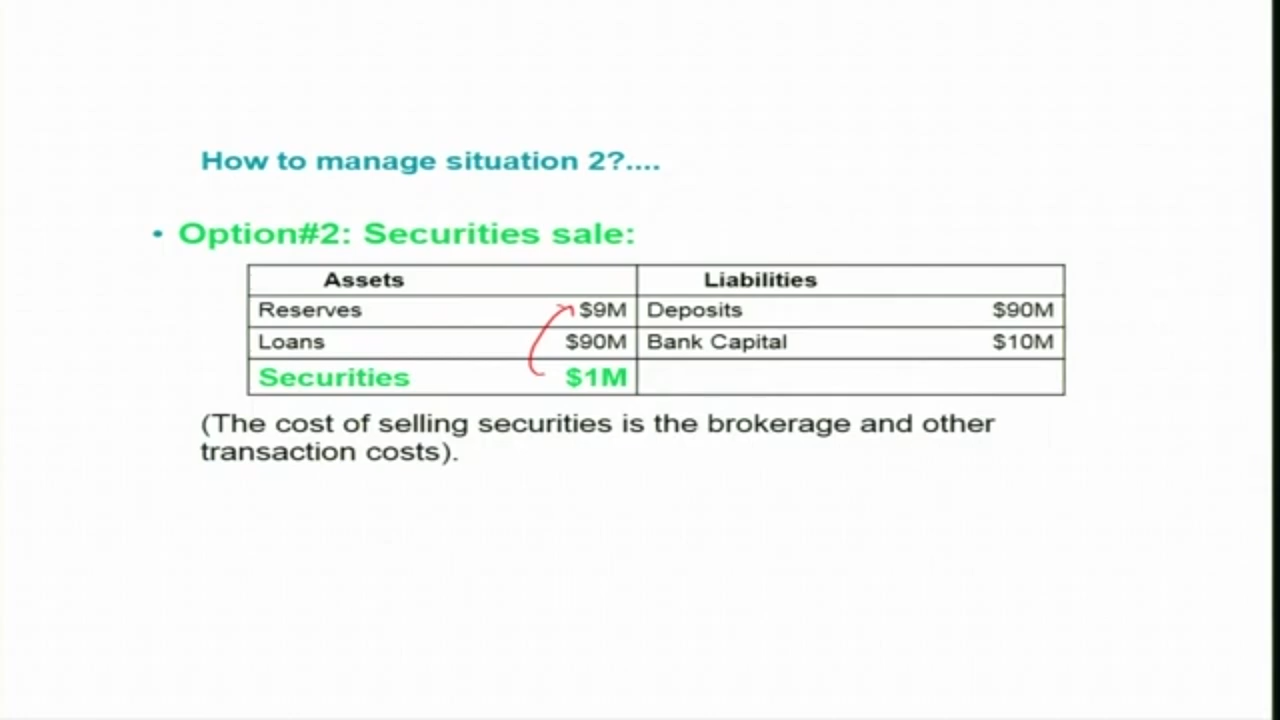 How to manage situation 2?....
• Option#2: Securities sale:
Assets Liabilities
Reserves $9M Deposits $90M
Loans $90M Bank Capital $10M
Securities $1M
(The cost of selling securities is the brokerage and other
transaction costs).